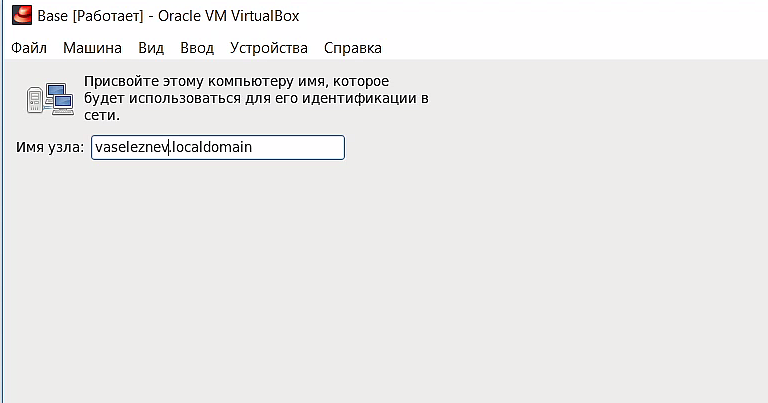 Base [Работает] - Oracle VM VirtualBox
Файл Машина Вид Ввод Устройства Справка
Присвойте этому компьютеру имя, которое
будет использоваться для его идентификации в
сети.
Имя узла: vaseleznev.localdomain